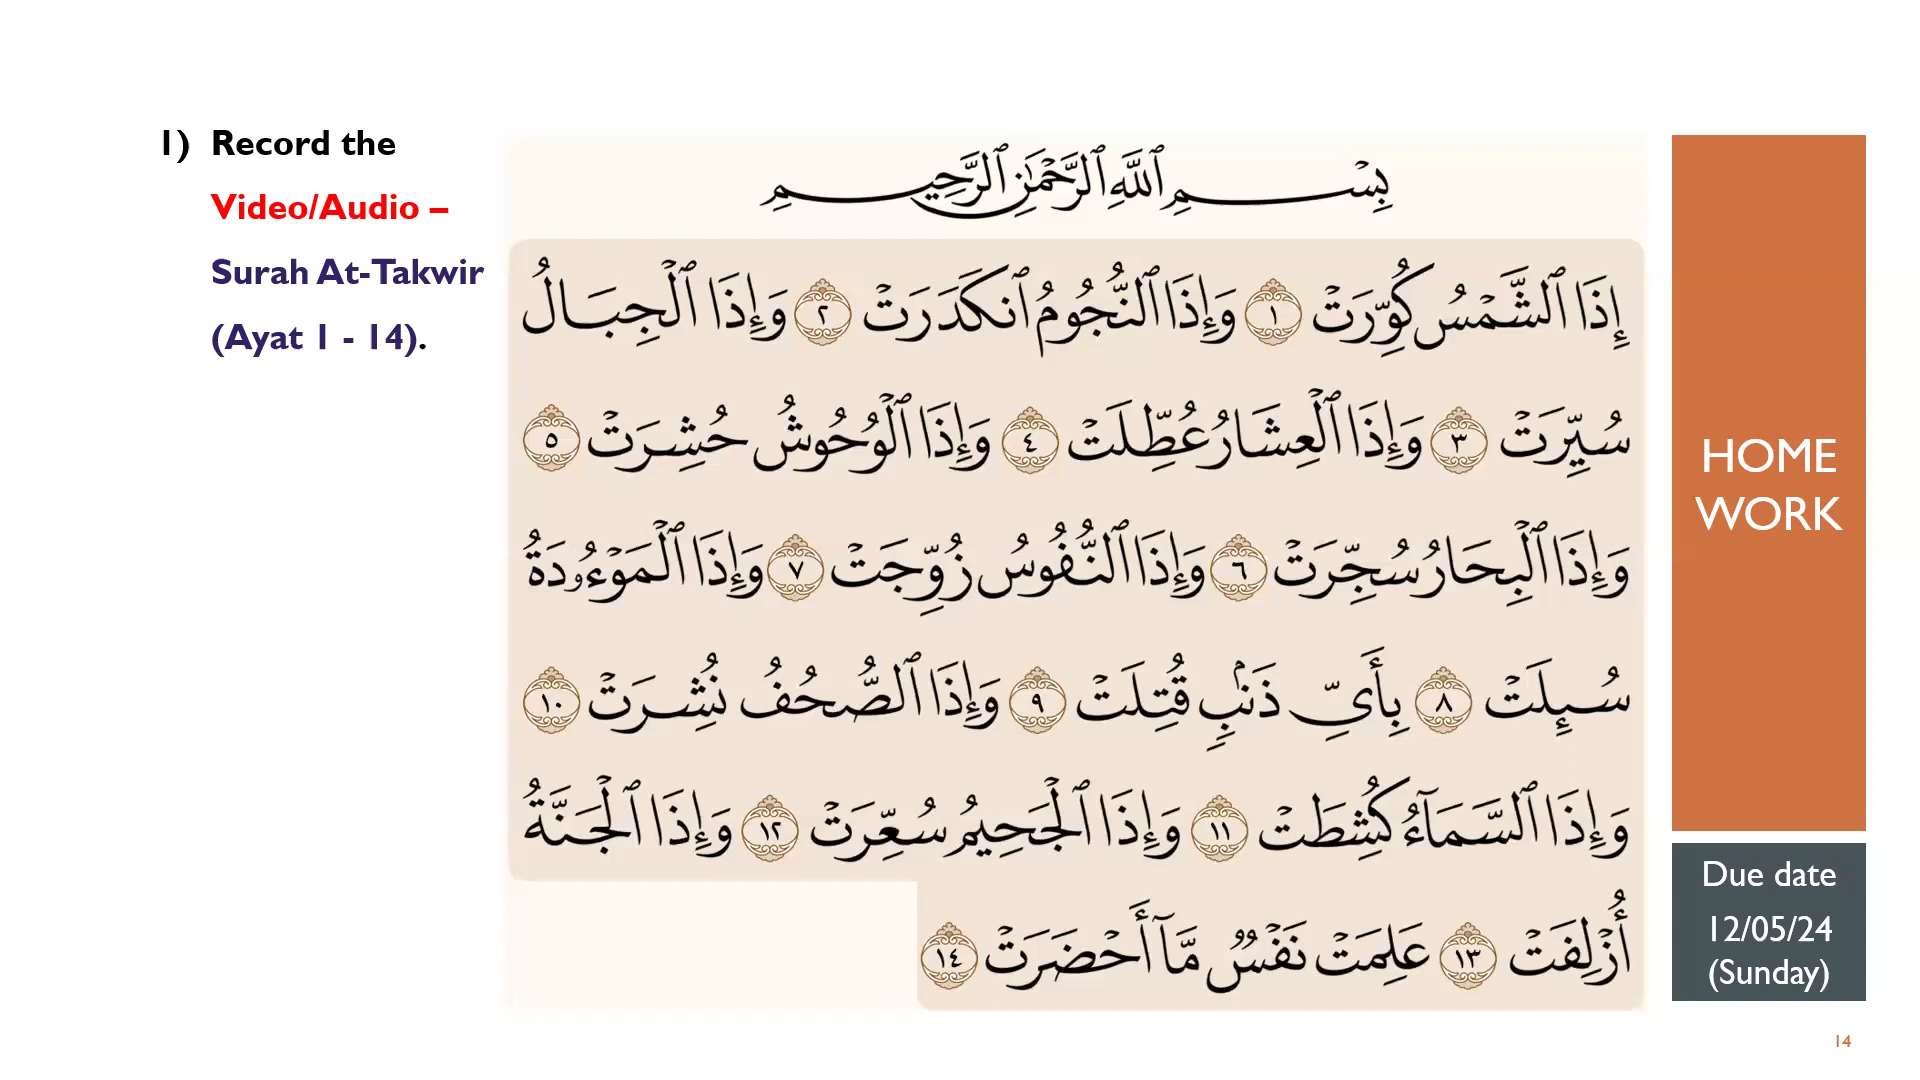 1) Record the
Video/Audio –
Surah At-Takwir
(Ayat 1 - 14).
بِسْمِ ٱللَّهِ ٱلرَّحْمَٰنِ ٱلرَّحِيمِ
إِذَا ٱلشَّمْسُ كُوِّرَتْ ١ وَإِذَا ٱلنُّجُومُ ٱنكَدَرَتْ ٢ وَإِذَا ٱلْجِبَالُ
سُيِّرَتْ ٣ وَإِذَا ٱلْعِشَارُ عُطِّلَتْ ٤ وَإِذَا ٱلْوُحُوشُ حُشِرَتْ ٥
وَإِذَا ٱلْبِحَارُ سُجِّرَتْ ٦ وَإِذَا ٱلنُّفُوسُ زُوِّجَتْ ٧ وَإِذَا ٱلْمَوْءُۥدَةُ
سُئِلَتْ ٨ بِأَىِّ ذَنۢبٍ قُتِلَتْ ٩ وَإِذَا ٱلصُّحُفُ نُشِرَتْ ١٠
وَإِذَا ٱلسَّمَآءُ كُشِطَتْ ١١ وَإِذَا ٱلْجَحِيمُ سُعِّرَتْ ١٢ وَإِذَا ٱلْجَنَّةُ
أُزْلِفَتْ ١٣ عَلِمَتْ نَفْسٌ مَّآ أَحْضَرَتْ ١٤
HOME
WORK
Due date
12/05/24
(Sunday)
14